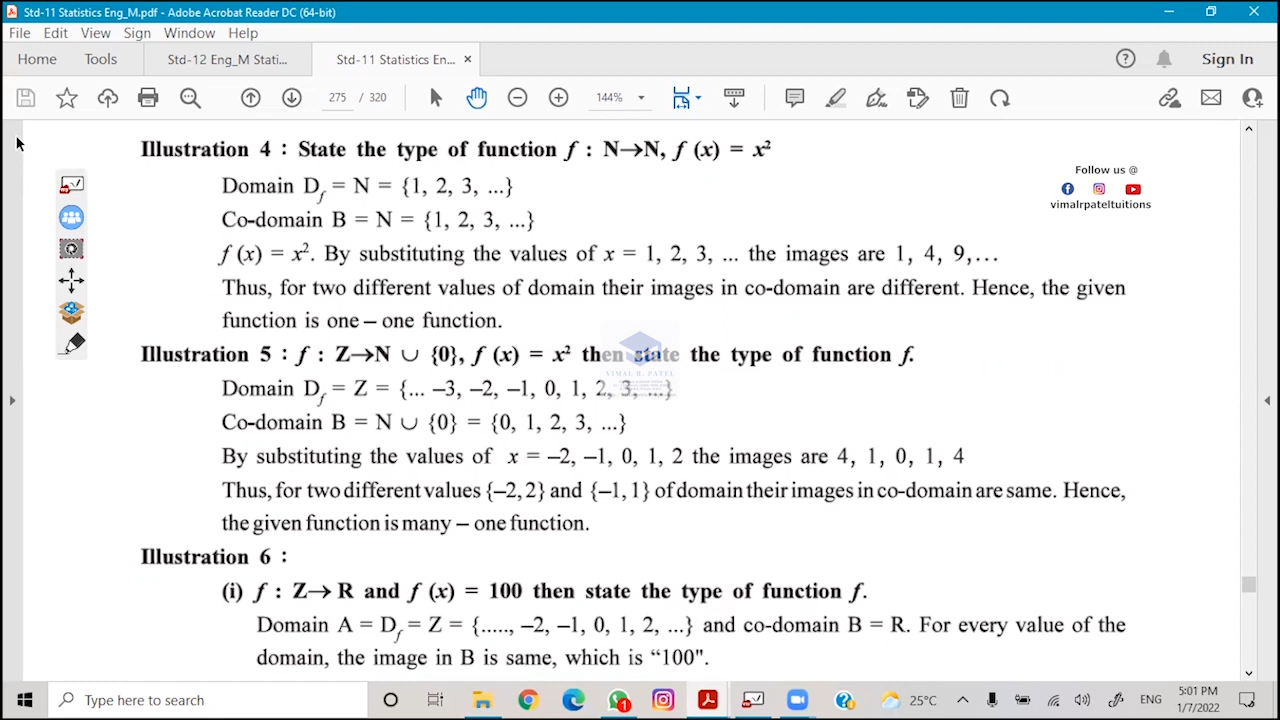 Std-11 Statistics Eng_M.pdf - Adobe Acrobat Reader DC (64-bit)
File Edit View Sign Window Help
Home Tools Std-12 Eng_M Stati... Std-11 Statistics En... × Sign In
275 / 320 144%
Illustration 4 : State the type of function f : N→N, f (x) = x²
Follow us @
vimalrpateltuitions
Domain D_f = N = {1, 2, 3, ...}
Co-domain B = N = {1, 2, 3, ...}
f (x) = x². By substituting the values of x = 1, 2, 3, ... the images are 1, 4, 9,...
Thus, for two different values of domain their images in co-domain are different. Hence, the given
function is one – one function.
Illustration 5 : f : Z→N ∪ {0}, f (x) = x² then state the type of function f.
VIMAL R. PATEL
Domain D_f = Z = {... –3, –2, –1, 0, 1, 2, 3, ...}
Co-domain B = N ∪ {0} = {0, 1, 2, 3, ...}
By substituting the values of x = –2, –1, 0, 1, 2 the images are 4, 1, 0, 1, 4
Thus, for two different values {–2, 2} and {–1, 1} of domain their images in co-domain are same. Hence,
the given function is many – one function.
Illustration 6 :
(i) f : Z→ R and f (x) = 100 then state the type of function f.
Domain A = D_f = Z = {....., –2, –1, 0, 1, 2, ...} and co-domain B = R. For every value of the
domain, the image in B is same, which is “100".
Type here to search
1
25°C
ENG
5:01 PM
1/7/2022